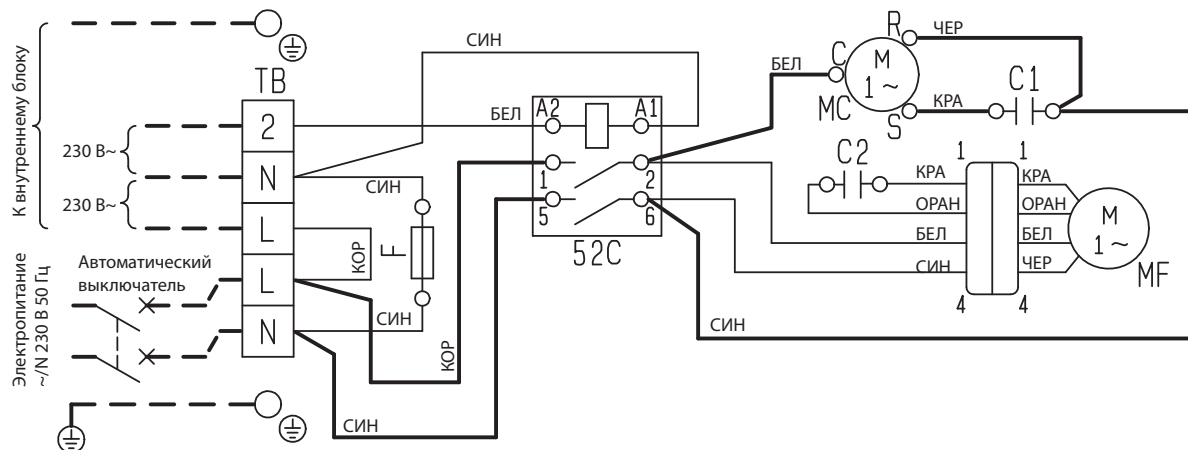 К внутреннему блоку
230 В~
230 В~
Электропитание
~/N 230 В 50 Гц
Автоматический
выключатель
TB
2
N
L
L
N
СИН
БЕЛ
СИН
КОР
F
СИН
КОР
СИН
A2
A1
1
2
5
6
52C
БЕЛ
C
R
ЧЕР
M
1~
MC
S
КРА
C1
C2
КРА
ОРАН
БЕЛ
СИН
1
1
4
4
КРА
ОРАН
БЕЛ
ЧЕР
M
1~
MF
СИН